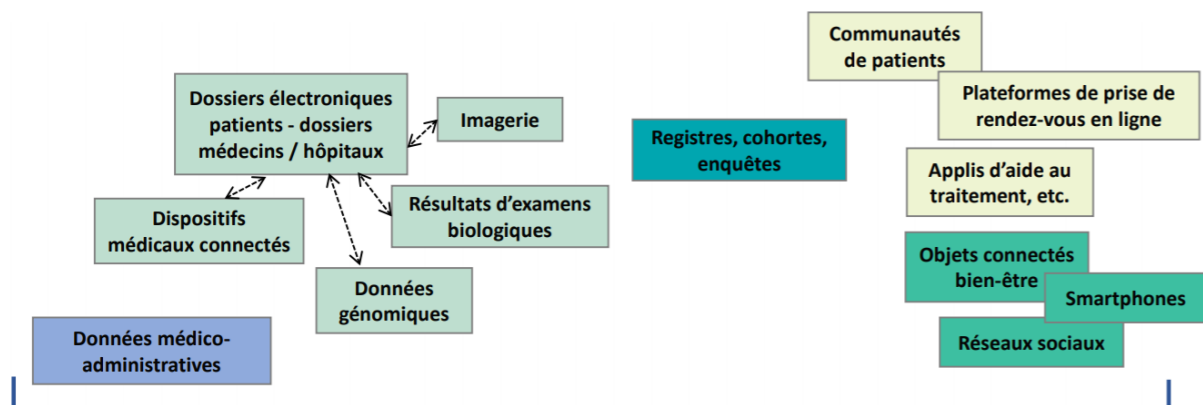 Dossiers électroniques
patients - dossiers
médecins / hôpitaux
Imagerie
Dispositifs
médicaux connectés
Résultats d'examens
biologiques
Données
génomiques
Données médico-
administratives
Registres, cohortes,
enquêtes
Communautés
de patients
Plateformes de prise de
rendez-vous en ligne
Applis d'aide au
traitement, etc.
Objets connectés
bien-être
Smartphones
Réseaux sociaux